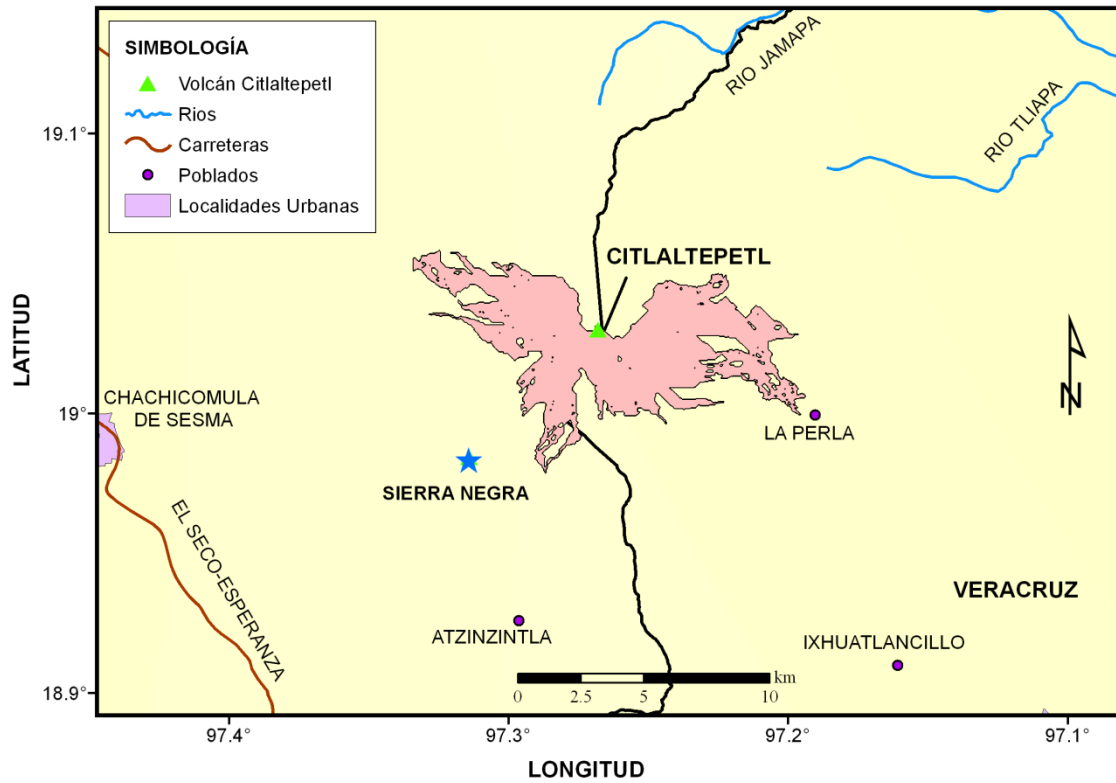 SIMBOLOGÍA
Volcán Citlaltepetl
Rios
Carreteras
Poblados
Localidades Urbanas
RIO JAMAPA
RIO TLIAPA
CITLALTEPETL
CHACHICOMULA
DE SESMA
LA PERLA
SIERRA NEGRA
EL SECO-ESPERANZA
ATZINZINTLA
VERACRUZ
IXHUATLANCILLO
N
km
0 2.5 5 10
LATITUD
19.1°
19°
18.9°
97.4° 97.3° 97.2° 97.1°
LONGITUD